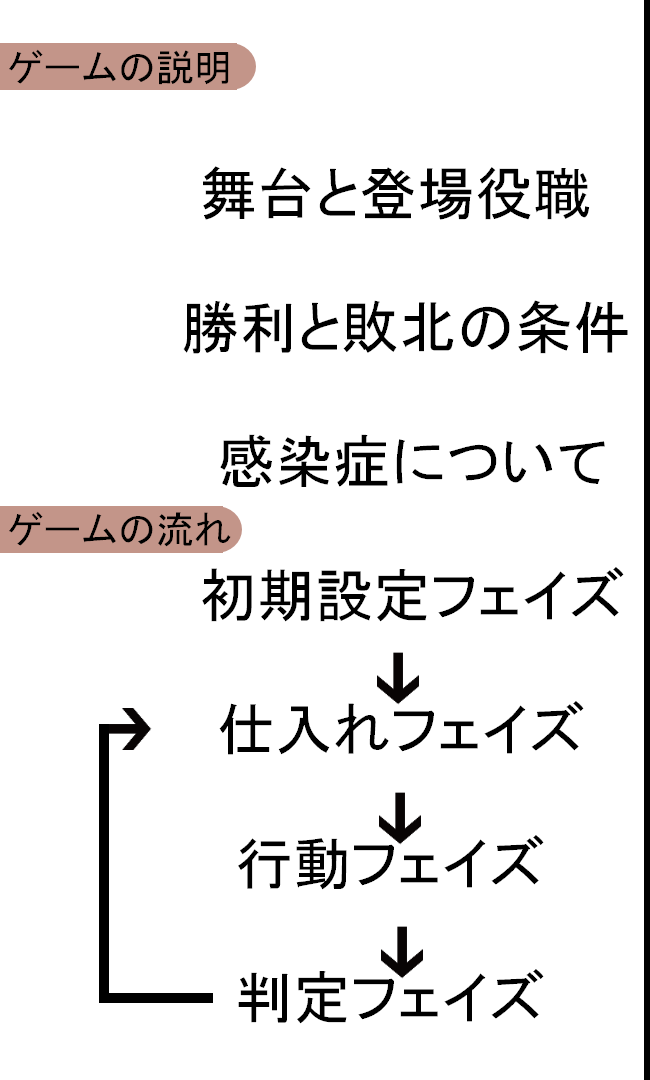 ゲームの説明
舞台と登場役職
勝利と敗北の条件
感染症について
ゲームの流れ
初期設定フェイズ
仕入れフェイズ
行動フェイズ
判定フェイズ